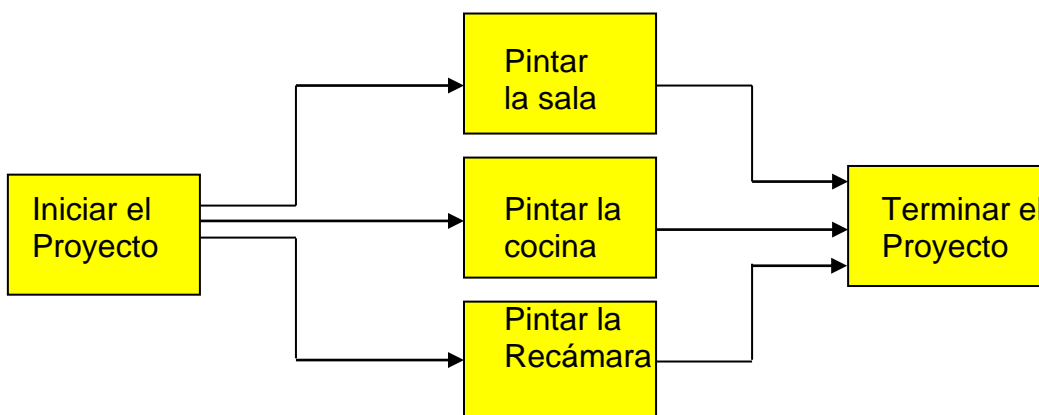 Iniciar el
Proyecto
Pintar
la sala
Pintar la
cocina
Pintar la
Recámara
Terminar el
Proyecto